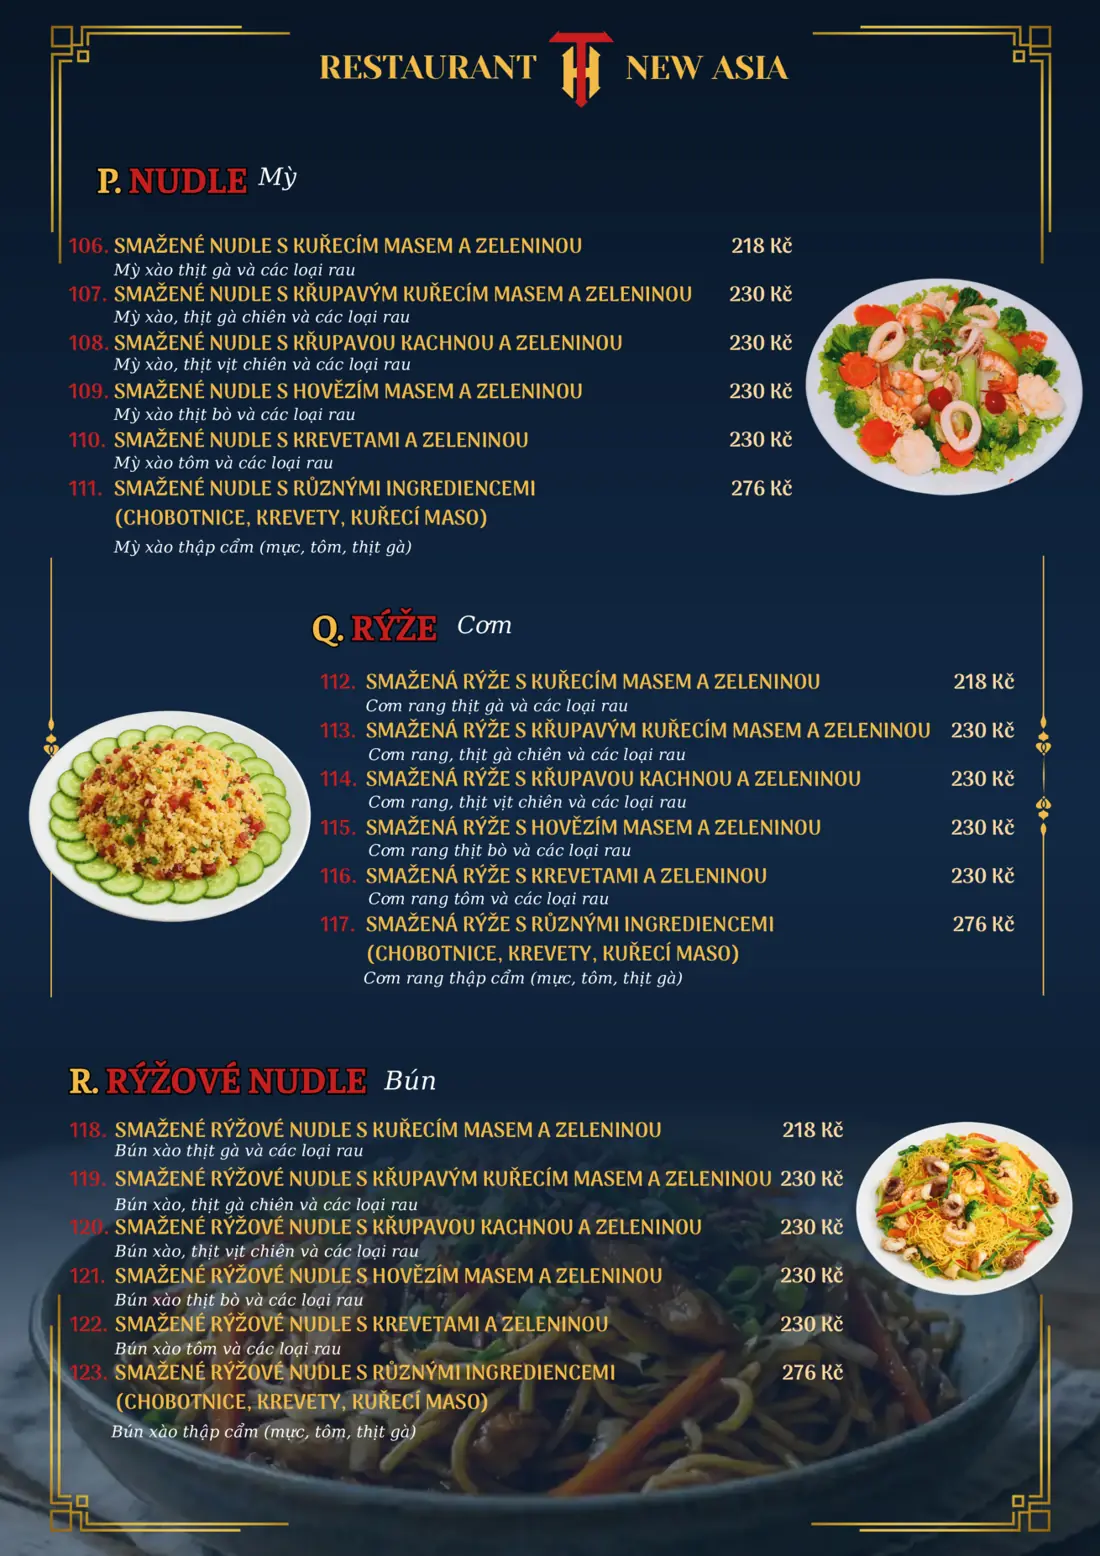 RESTAURANT TH NEW ASIA
P. NUDLE Mỳ
106. SMAŽENÉ NUDLE S KUŘECÍM MASEM A ZELENINOU 218 Kč
Mỳ xào thịt gà và các loại rau
107. SMAŽENÉ NUDLE S KŘUPAVÝM KUŘECÍM MASEM A ZELENINOU 230 Kč
Mỳ xào, thịt gà chiên và các loại rau
108. SMAŽENÉ NUDLE S KŘUPAVOU KACHNOU A ZELENINOU 230 Kč
Mỳ xào, thịt vịt chiên và các loại rau
109. SMAŽENÉ NUDLE S HOVĚZÍM MASEM A ZELENINOU 230 Kč
Mỳ xào thịt bò và các loại rau
110. SMAŽENÉ NUDLE S KREVETAMI A ZELENINOU 230 Kč
Mỳ xào tôm và các loại rau
111. SMAŽENÉ NUDLE S RŮZNÝMI INGREDIENCEMI 276 Kč
(CHOBOTNICE, KREVETY, KUŘECÍ MASO)
Mỳ xào thập cẩm (mực, tôm, thịt gà)
Q. RÝŽE Cơm
112. SMAŽENÁ RÝŽE S KUŘECÍM MASEM A ZELENINOU 218 Kč
Cơm rang thịt gà và các loại rau
113. SMAŽENÁ RÝŽE S KŘUPAVÝM KUŘECÍM MASEM A ZELENINOU 230 Kč
Cơm rang, thịt gà chiên và các loại rau
114. SMAŽENÁ RÝŽE S KŘUPAVOU KACHNOU A ZELENINOU 230 Kč
Cơm rang, thịt vịt chiên và các loại rau
115. SMAŽENÁ RÝŽE S HOVĚZÍM MASEM A ZELENINOU 230 Kč
Cơm rang thịt bò và các loại rau
116. SMAŽENÁ RÝŽE S KREVETAMI A ZELENINOU 230 Kč
Cơm rang tôm và các loại rau
117. SMAŽENÁ RÝŽE S RŮZNÝMI INGREDIENCEMI 276 Kč
(CHOBOTNICE, KREVETY, KUŘECÍ MASO)
Cơm rang thập cẩm (mực, tôm, thịt gà)
R. RÝŽOVÉ NUDLE Bún
118. SMAŽENÉ RÝŽOVÉ NUDLE S KUŘECÍM MASEM A ZELENINOU 218 Kč
Bún xào thịt gà và các loại rau
119. SMAŽENÉ RÝŽOVÉ NUDLE S KŘUPAVÝM KUŘECÍM MASEM A ZELENINOU 230 Kč
Bún xào, thịt gà chiên và các loại rau
120. SMAŽENÉ RÝŽOVÉ NUDLE S KŘUPAVOU KACHNOU A ZELENINOU 230 Kč
Bún xào, thịt vịt chiên và các loại rau
121. SMAŽENÉ RÝŽOVÉ NUDLE S HOVĚZÍM MASEM A ZELENINOU 230 Kč
Bún xào thịt bò và các loại rau
122. SMAŽENÉ RÝŽOVÉ NUDLE S KREVETAMI A ZELENINOU 230 Kč
Bún xào tôm và các loại rau
123. SMAŽENÉ RÝŽOVÉ NUDLE S RŮZNÝMI INGREDIENCEMI 276 Kč
(CHOBOTNICE, KREVETY, KUŘECÍ MASO)
Bún xào thập cẩm (mực, tôm, thịt gà)